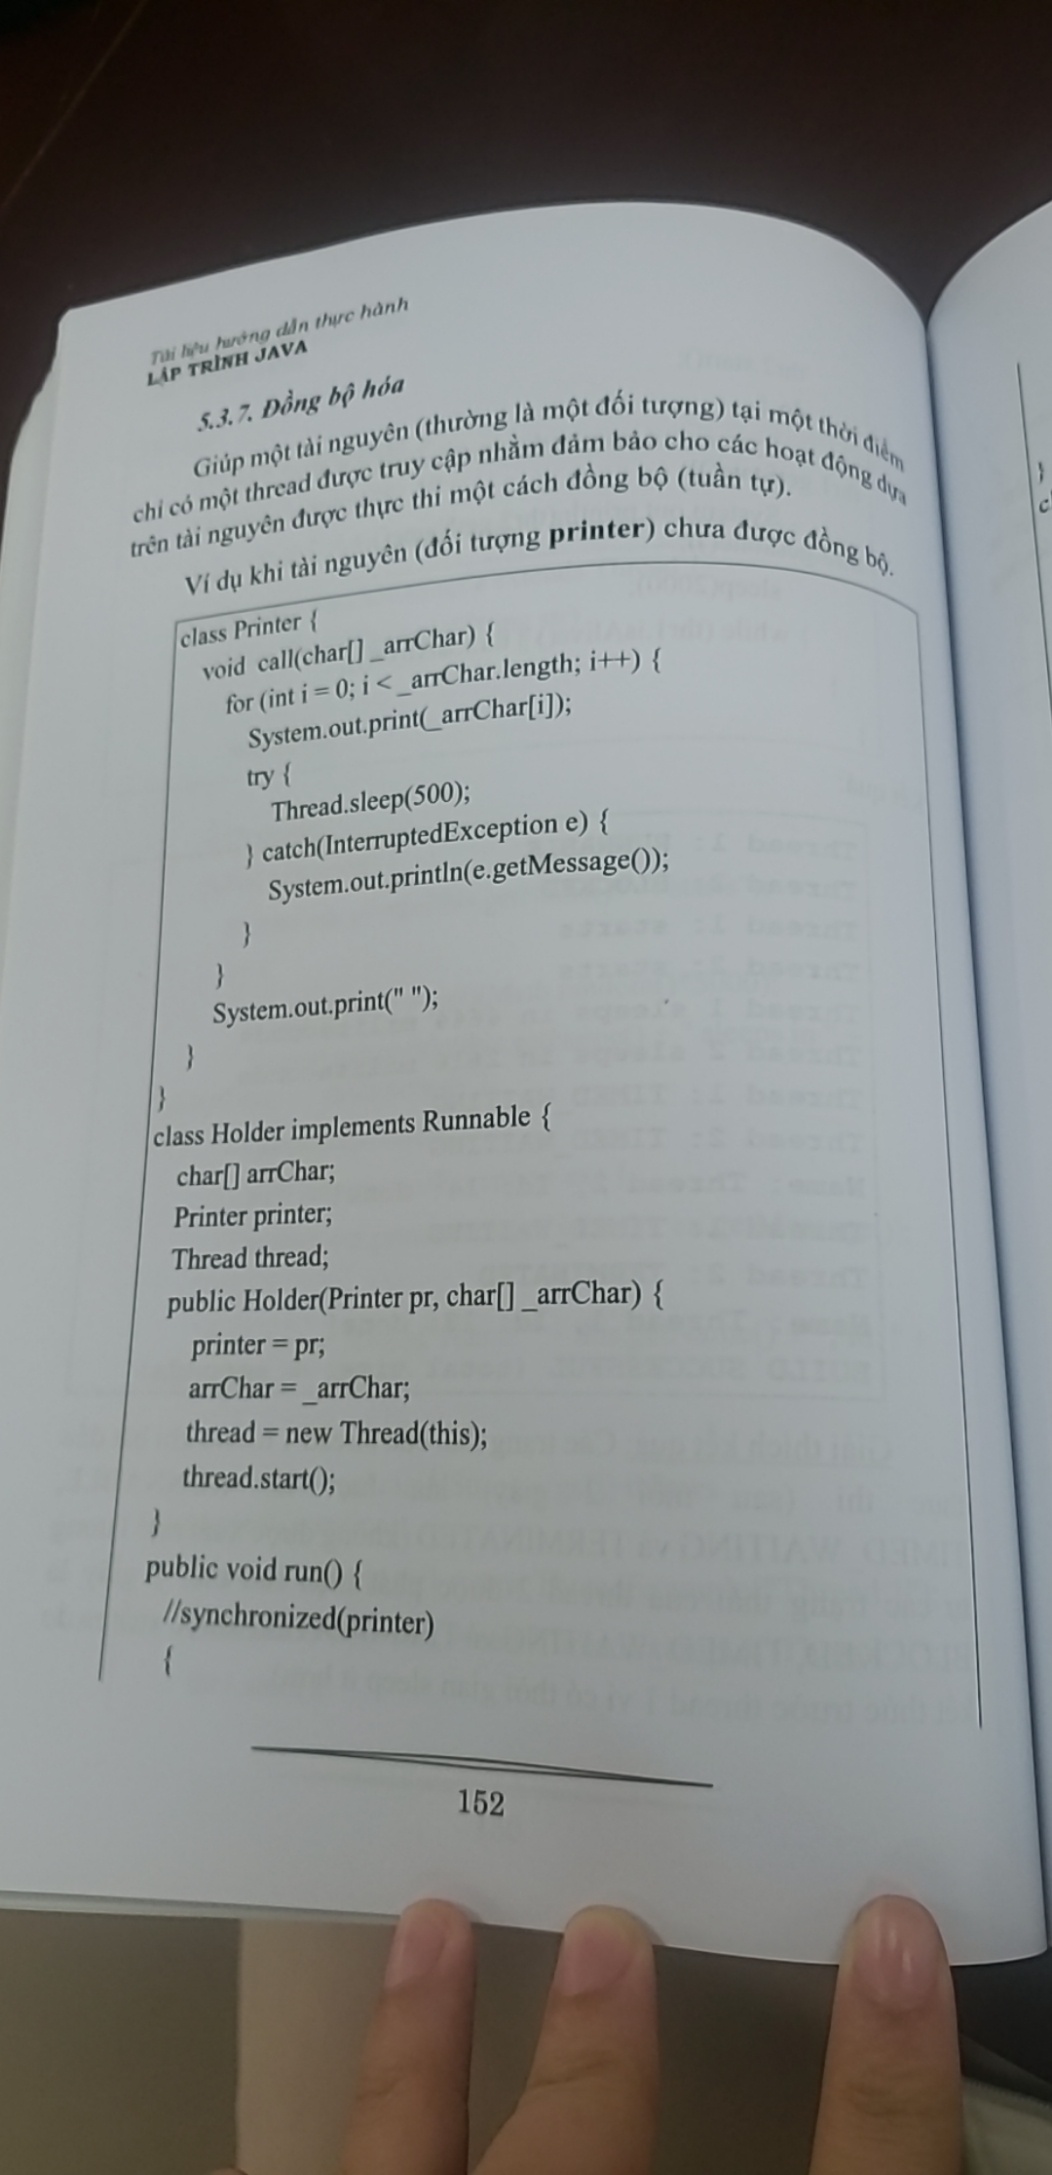 Tài liệu hướng dẫn thực hành
LẬP TRÌNH JAVA
5.3.7. Đồng bộ hóa
Giúp một tài nguyên (thường là một đối tượng) tại một thời điểm
chỉ có một thread được truy cập nhằm đảm bảo cho các hoạt động dựa
trên tài nguyên được thực thi một cách đồng bộ (tuần tự).
Ví dụ khi tài nguyên (đối tượng printer) chưa được đồng bộ.
class Printer {
void call(char[] _arrChar) {
for (int i = 0; i < _arrChar.length; i++) {
System.out.print(_arrChar[i]);
try {
Thread.sleep(500);
} catch(InterruptedException e) {
System.out.println(e.getMessage());
}
}
System.out.print(" ");
}
}
class Holder implements Runnable {
char[] arrChar;
Printer printer;
Thread thread;
public Holder(Printer pr, char[] _arrChar) {
printer = pr;
arrChar = _arrChar;
thread = new Thread(this);
thread.start();
}
public void run() {
//synchronized(printer)
{
152
}
c